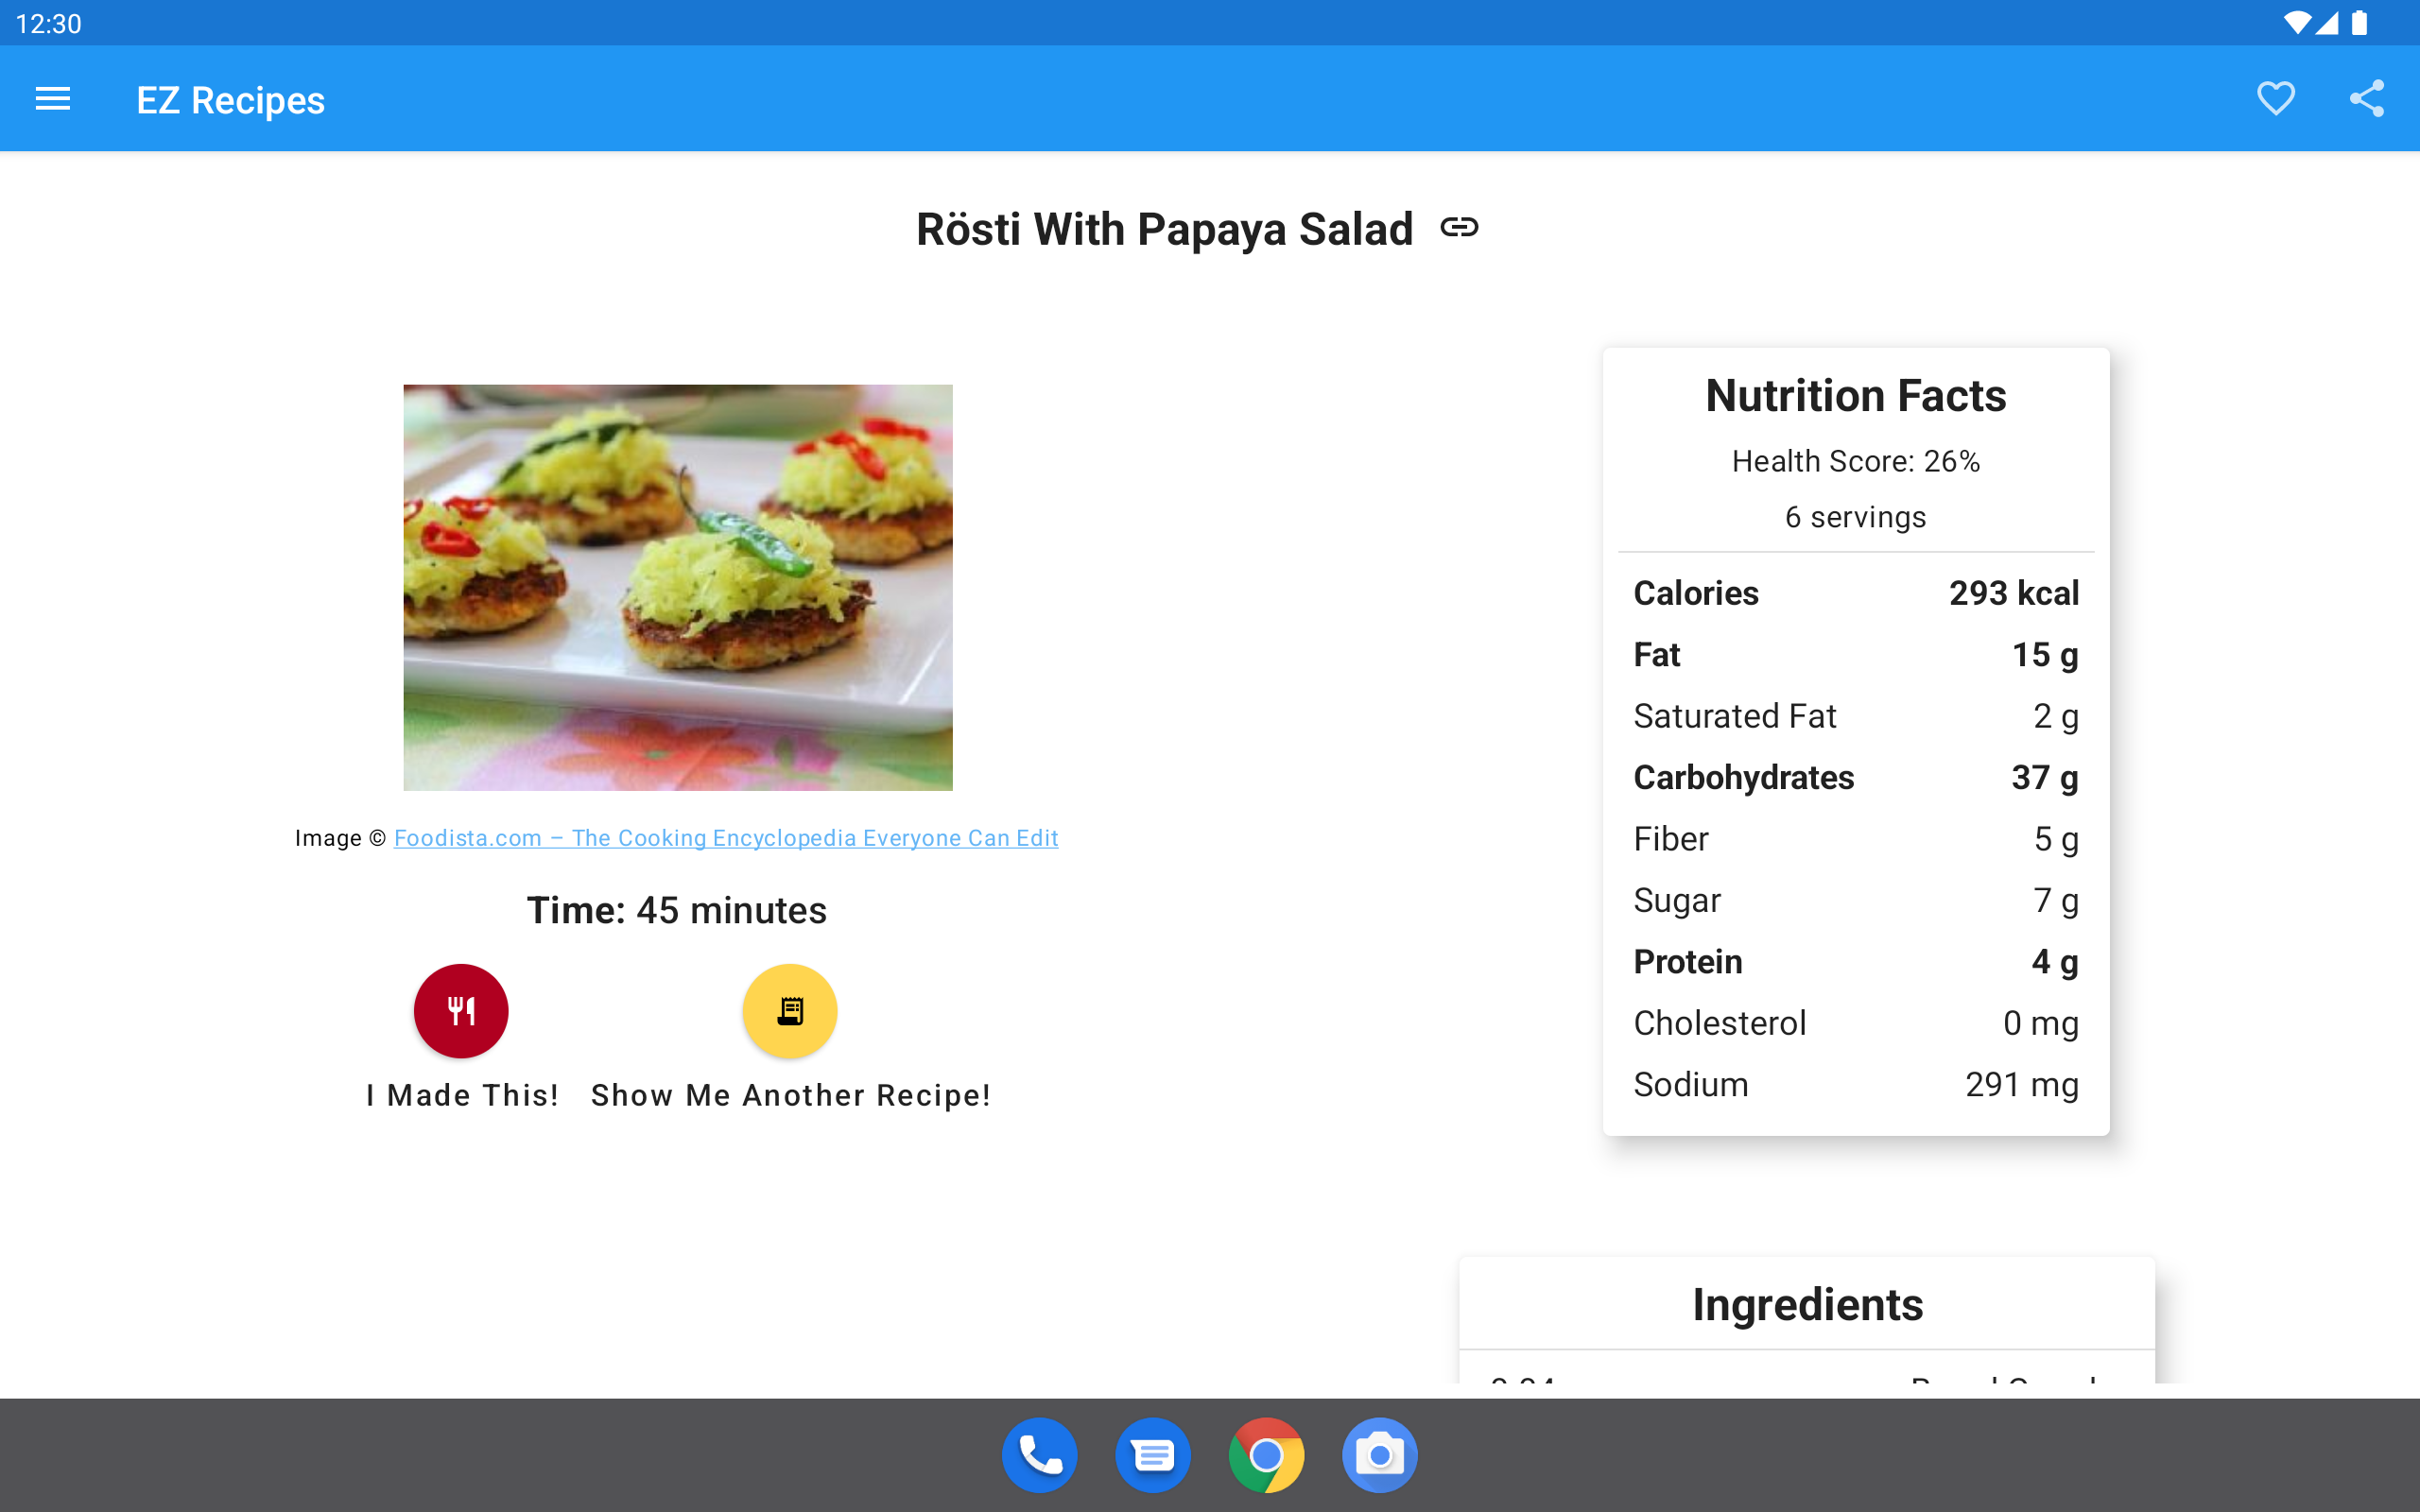 12:30
EZ Recipes
Rösti With Papaya Salad
Image © Foodista.com – The Cooking Encyclopedia Everyone Can Edit
Time: 45 minutes
I Made This!
Show Me Another Recipe!
Nutrition Facts
Health Score: 26%
6 servings
Calories 293 kcal
Fat 15 g
Saturated Fat 2 g
Carbohydrates 37 g
Fiber 5 g
Sugar 7 g
Protein 4 g
Cholesterol 0 mg
Sodium 291 mg
Ingredients